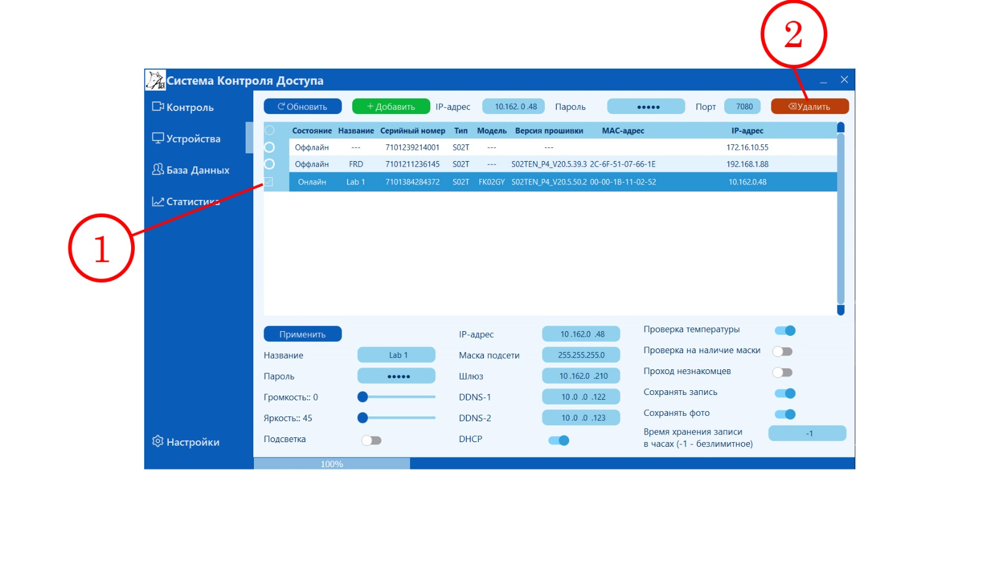 2
Система Контроля Доступа
Контроль
Устройства
База Данных
Статистика
Настройки
1
Обновить + Добавить IP-адрес 10.162. 0 .48 Пароль ••••• Порт 7080 Удалить
Состояние Название Серийный номер Тип Модель Версия прошивки MAC-адрес IP-адрес
Оффлайн --- 7101239214001 S02T --- --- 172.16.10.55
Оффлайн FRD 7101211236145 S02T --- S02TEN_P4_V20.5.39.3 2C-6F-51-07-66-1E 192.168.1.88
Онлайн Lab 1 7101384284372 S02T FK02GY S02TEN_P4_V20.5.50.2 00-00-1B-11-02-52 10.162.0.48
Применить
Название Lab 1
Пароль •••••
Громкость:: 0
Яркость:: 45
Подсветка
IP-адрес 10 .162.0 .48
Маска подсети 255.255.255.0
Шлюз 10 .162.0 .210
DDNS-1 10 .0 .0 .122
DDNS-2 10 .0 .0 .123
DHCP
Проверка температуры
Проверка на наличие маски
Проход незнакомцев
Сохранять запись
Сохранять фото
Время хранения записи
в часах (-1 - безлимитное) -1
100%